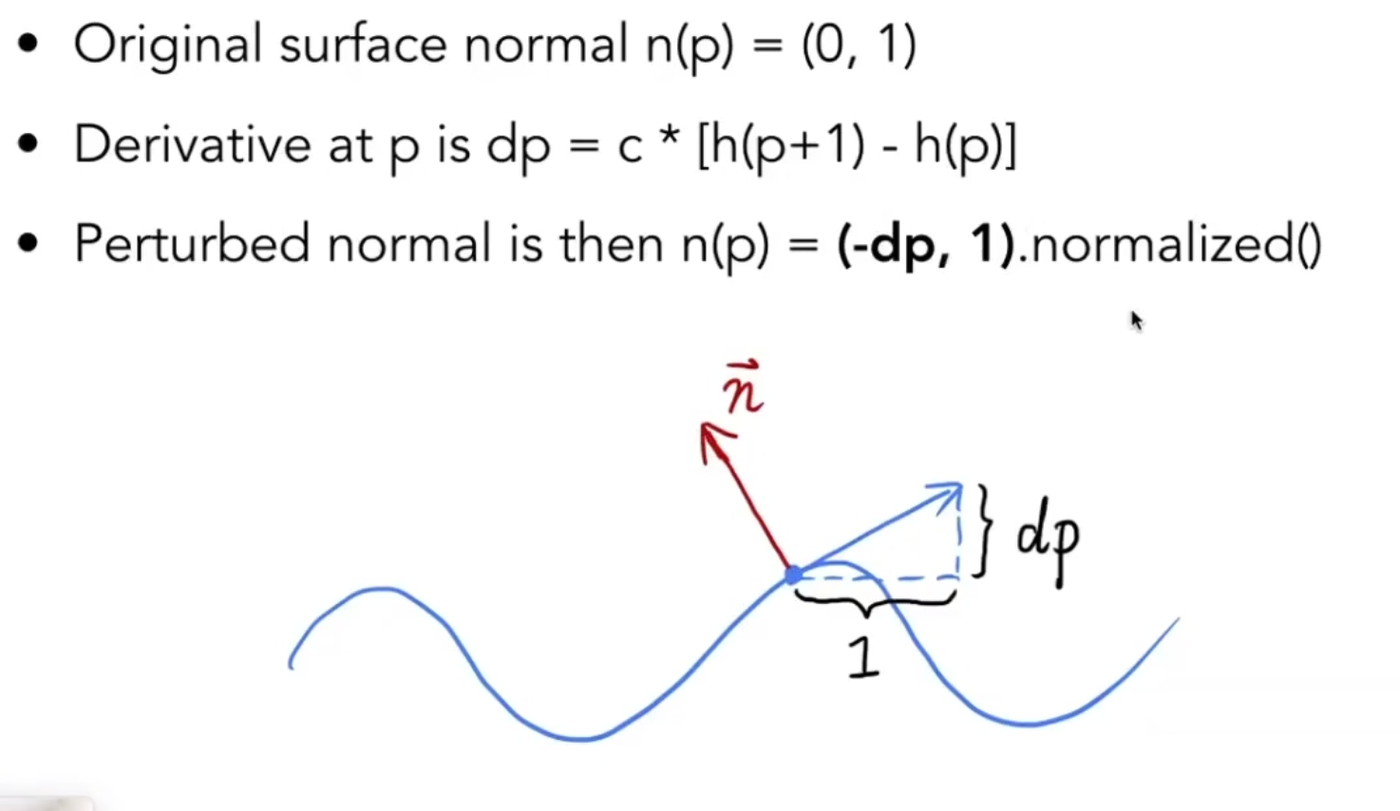 • Original surface normal n(p) = (0, 1)
• Derivative at p is dp = c * [h(p+1) - h(p)]
• Perturbed normal is then n(p) = (-dp, 1).normalized()
n⃗
} dp
1